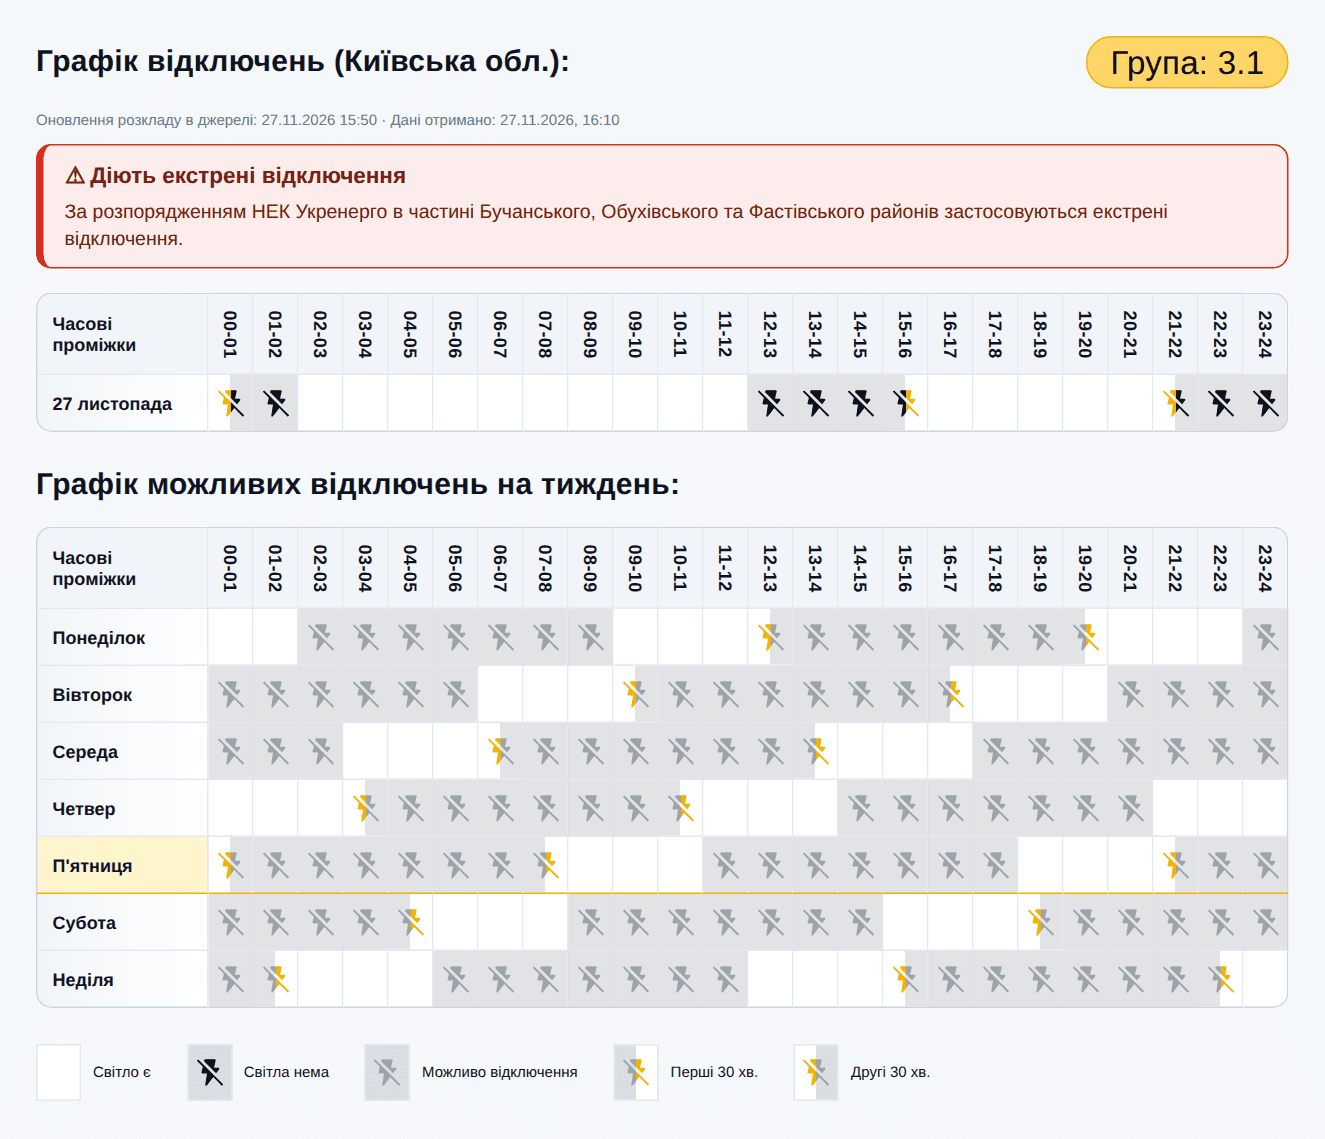 Графік відключень (Київська обл.):
Група: 3.1
Оновлення розкладу в джерелі: 27.11.2026 15:50 · Дані отримано: 27.11.2026, 16:10
⚠ Діють екстрені відключення
За розпорядженням НЕК Укренерго в частині Бучанського, Обухівського та Фастівського районів застосовуються екстрені
відключення.
Часові
проміжки
00-01 01-02 02-03 03-04 04-05 05-06 06-07 07-08 08-09 09-10 10-11 11-12 12-13 13-14 14-15 15-16 16-17 17-18 18-19 19-20 20-21 21-22 22-23 23-24
27 листопада
Графік можливих відключень на тиждень:
Часові
проміжки
00-01 01-02 02-03 03-04 04-05 05-06 06-07 07-08 08-09 09-10 10-11 11-12 12-13 13-14 14-15 15-16 16-17 17-18 18-19 19-20 20-21 21-22 22-23 23-24
Понеділок
Вівторок
Середа
Четвер
П'ятниця
Субота
Неділя
Світло є
Світла нема
Можливо відключення
Перші 30 хв.
Другі 30 хв.